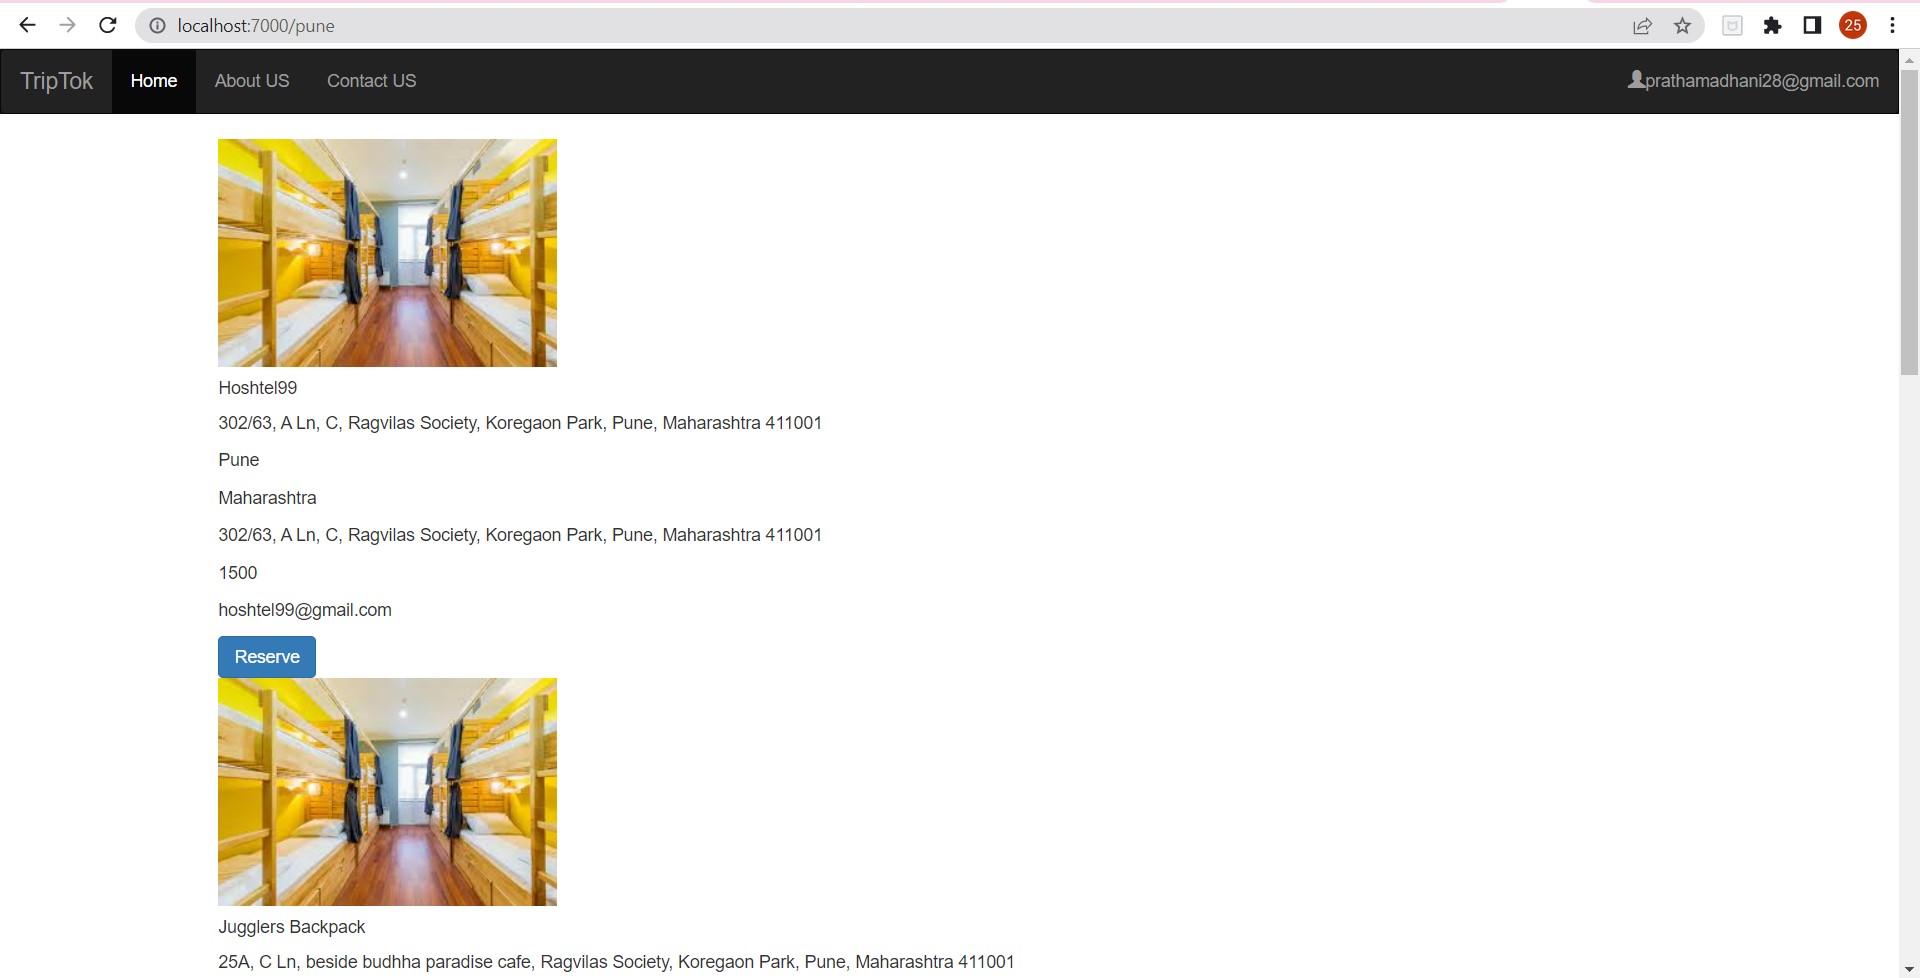 localhost:7000/pune
25
TripTok Home About US Contact US prathamadhani28@gmail.com
Hoshtel99
302/63, A Ln, C, Ragvilas Society, Koregaon Park, Pune, Maharashtra 411001
Pune
Maharashtra
302/63, A Ln, C, Ragvilas Society, Koregaon Park, Pune, Maharashtra 411001
1500
hoshtel99@gmail.com
Reserve
Jugglers Backpack
25A, C Ln, beside budhha paradise cafe, Ragvilas Society, Koregaon Park, Pune, Maharashtra 411001